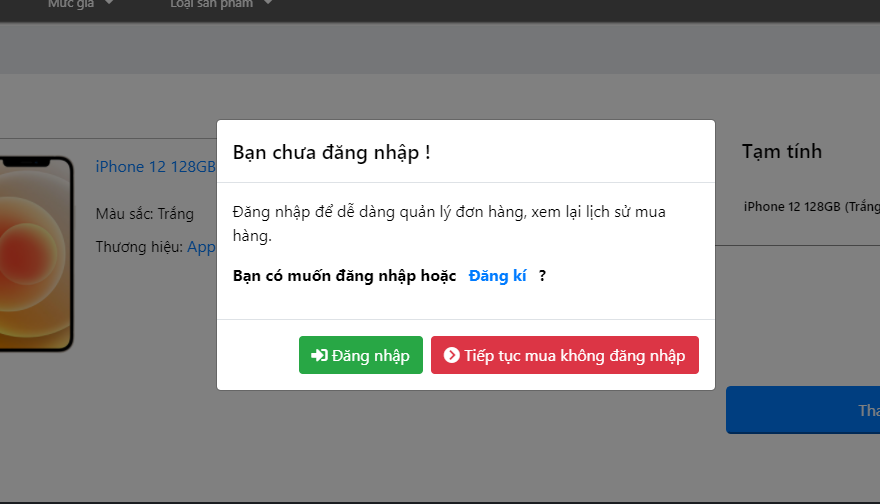 Mức giá
Loại sản phẩm
Bạn chưa đăng nhập !
Tạm tính
iPhone 12 128GB
iPhone 12 128GB (Trắng
Màu sắc: Trắng
Đăng nhập để dễ dàng quản lý đơn hàng, xem lại lịch sử mua
hàng.
Thương hiệu: App
Bạn có muốn đăng nhập hoặc Đăng kí ?
Đăng nhập
Tiếp tục mua không đăng nhập